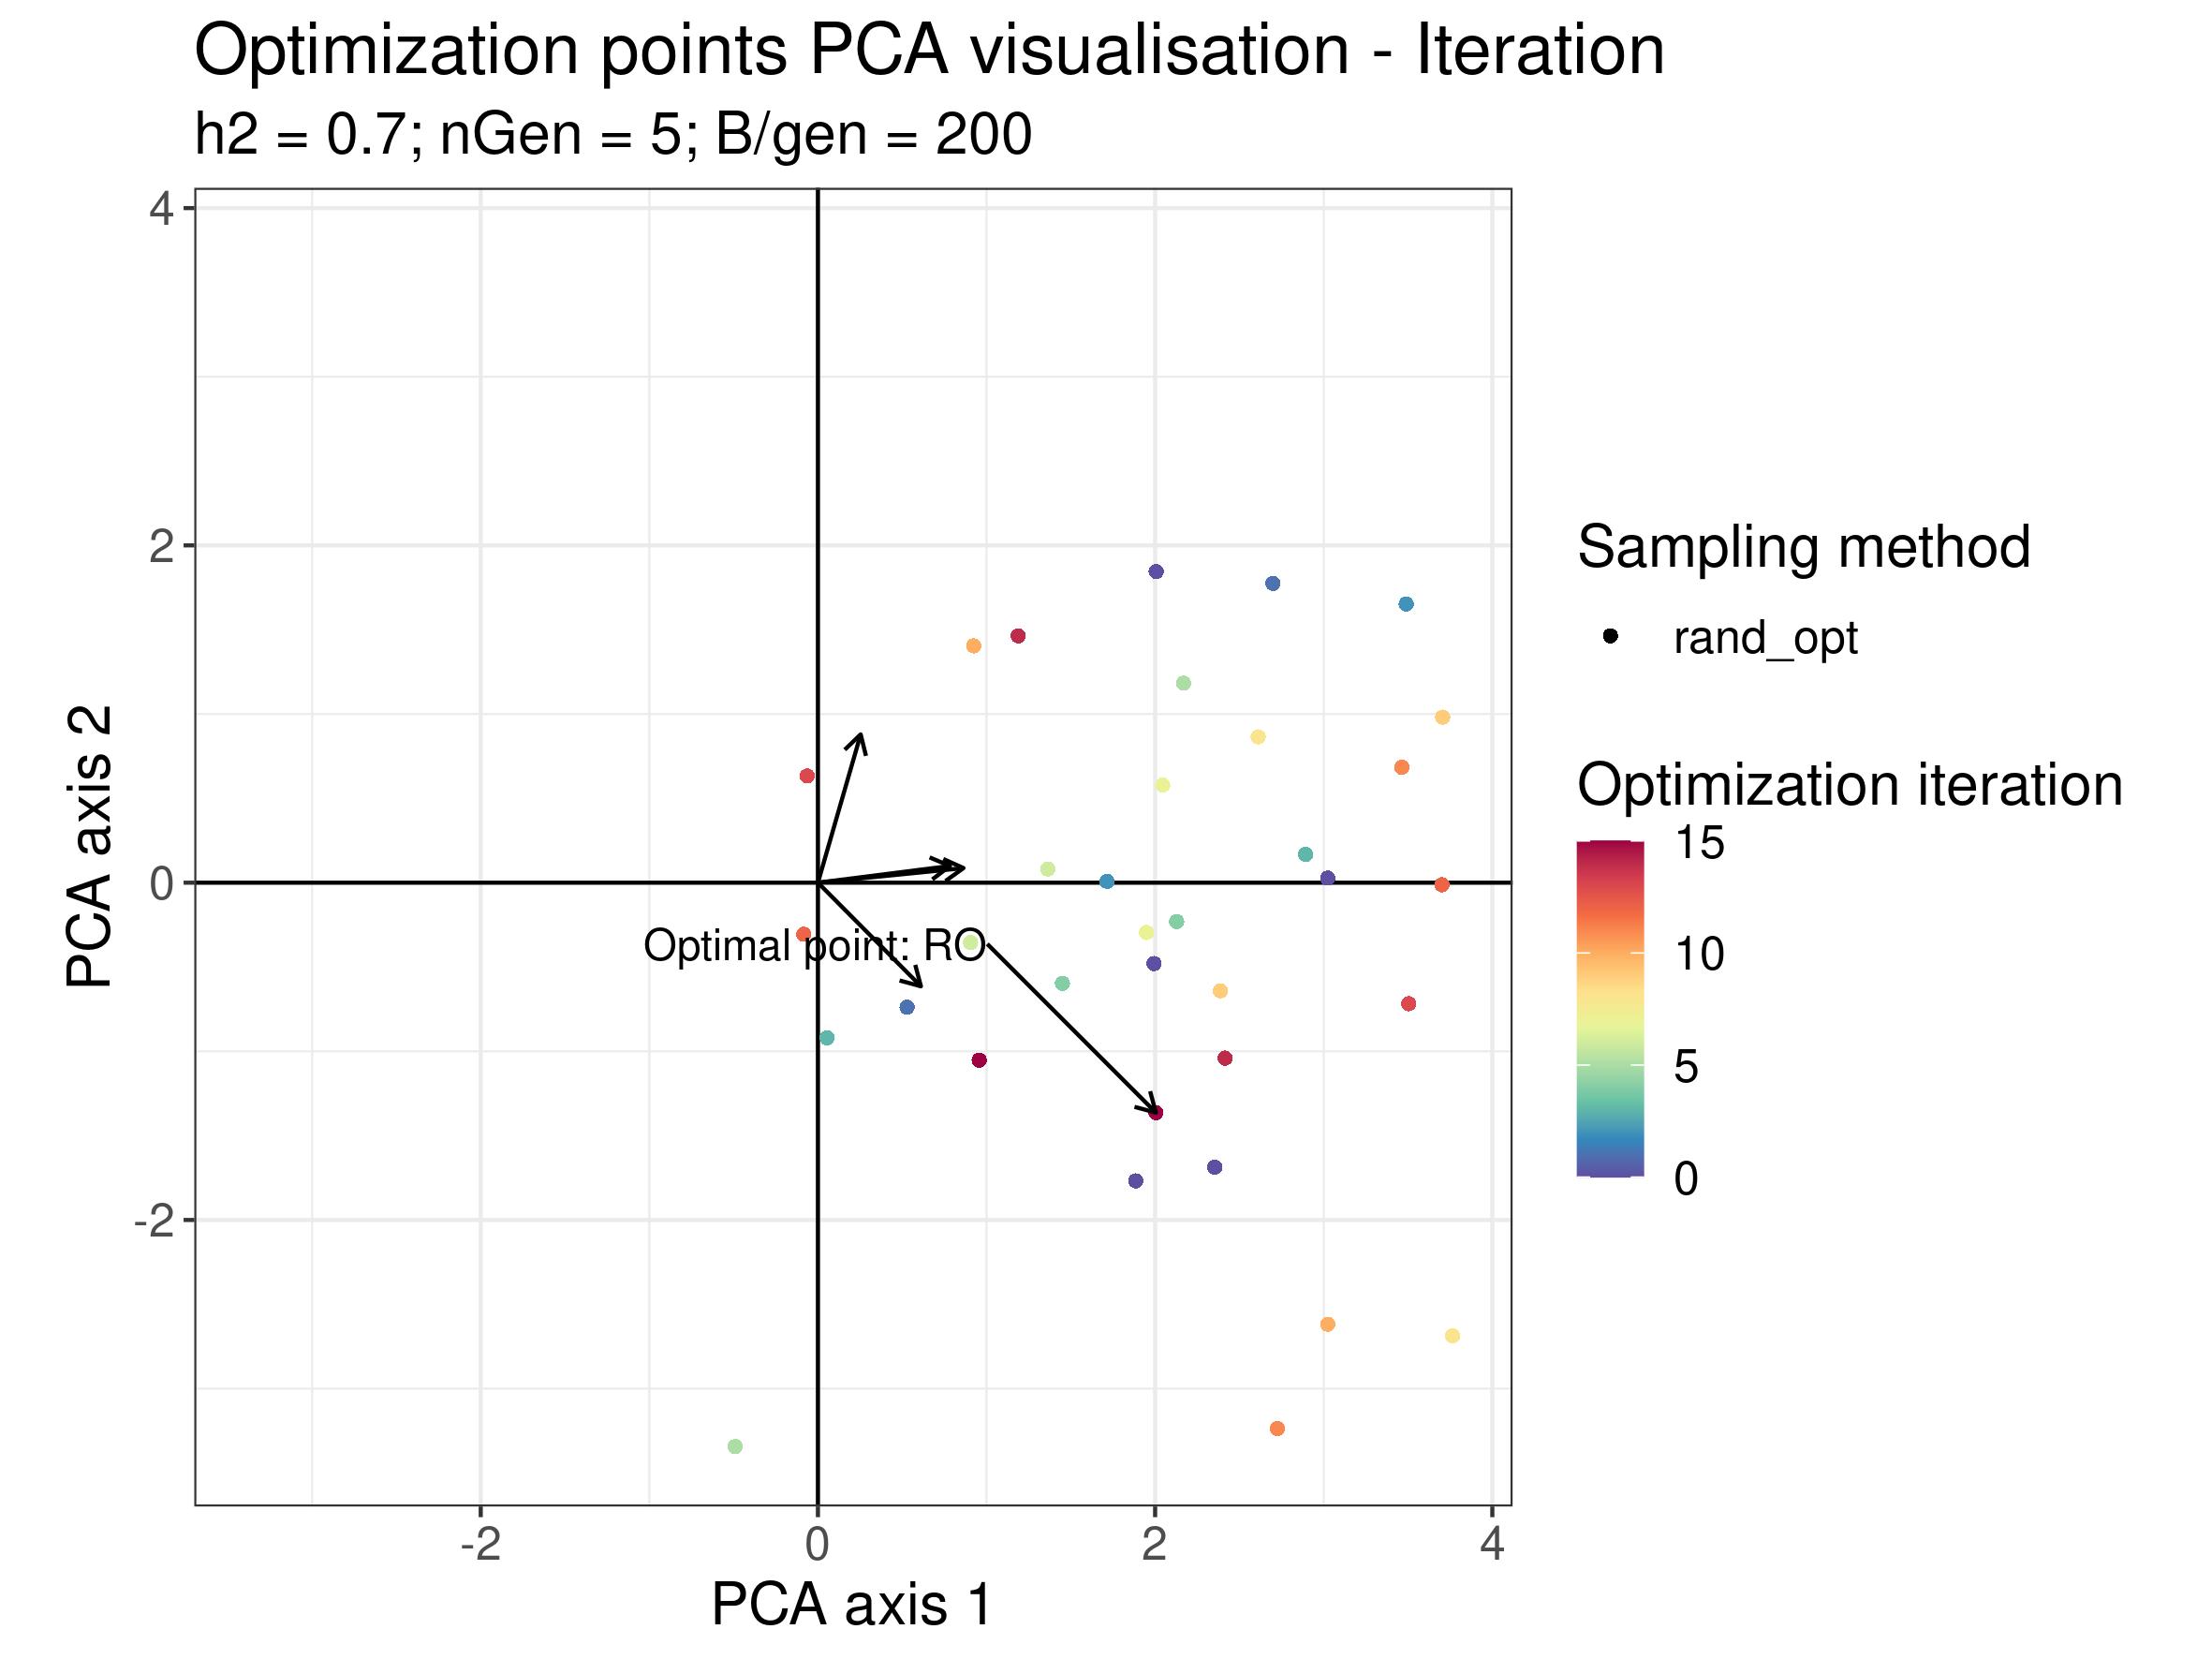 Optimization points PCA visualisation - Iteration
h2 = 0.7; nGen = 5; B/gen = 200
4
2
0
-2
PCA axis 2
Optimal point: RO
-2
0
2
4
PCA axis 1
Sampling method
rand_opt
Optimization iteration
15
10
5
0